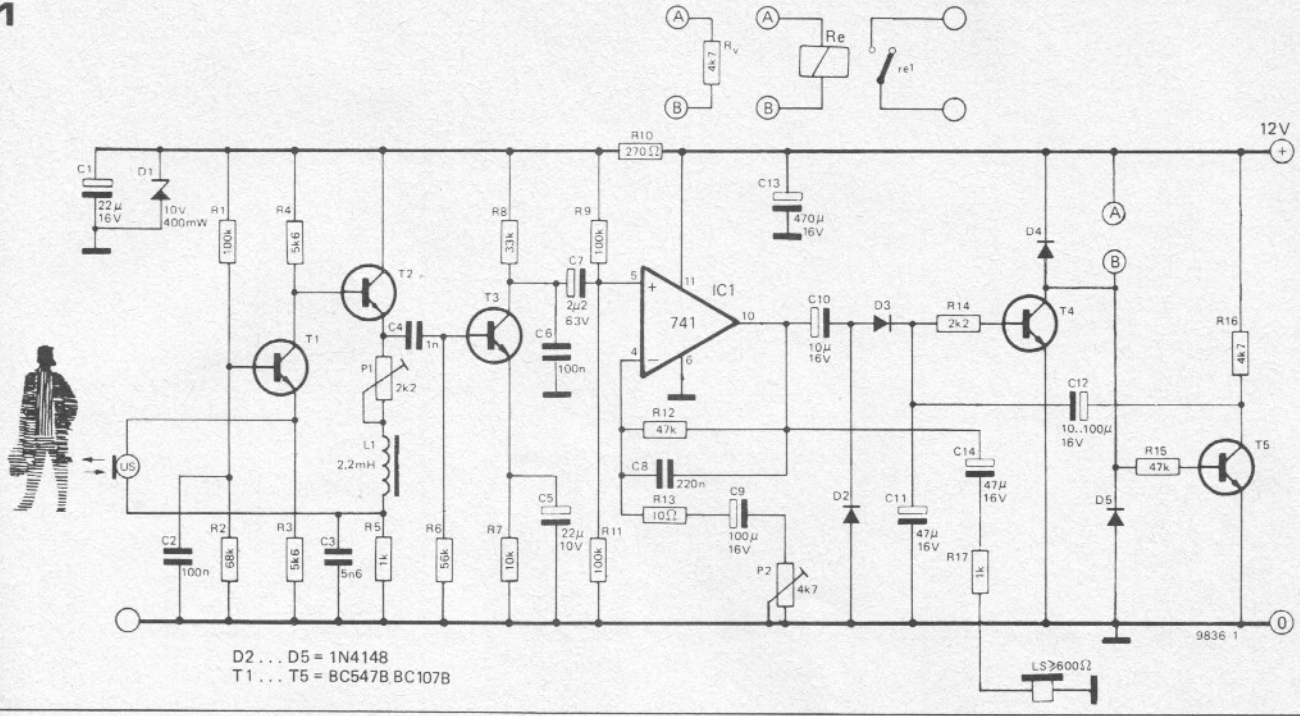 1
A
Rv
4k7
B
A
Re
B
re1
12V
+
R10
270Ω
C1
22µ
16V
D1
10V
400mW
R1
100k
R4
5k6
T2
R8
33k
R9
100k
C7
2µ2
63V
C13
470µ
16V
A
B
D4
R16
4k7
T1
C4
1n
P1
2k2
T3
C6
100n
5
+
11
IC1
741
10
4
−
6
C10
10µ
16V
D3
R14
2k2
T4
C12
10..100µ
16V
US
L1
2,2mH
R12
47k
C8
220n
R13
10Ω
C9
100µ
16V
C14
47µ
16V
R15
47k
T5
C2
100n
R2
68k
R3
5k6
C3
5n6
R5
1k
R6
56k
R7
10k
C5
22µ
10V
R11
100k
P2
4k7
D2
C11
47µ
16V
R17
1k
D5
0
9836 1
D2 ... D5 = 1N4148
T1 ... T5 = BC547B,BC107B
LS≥600Ω